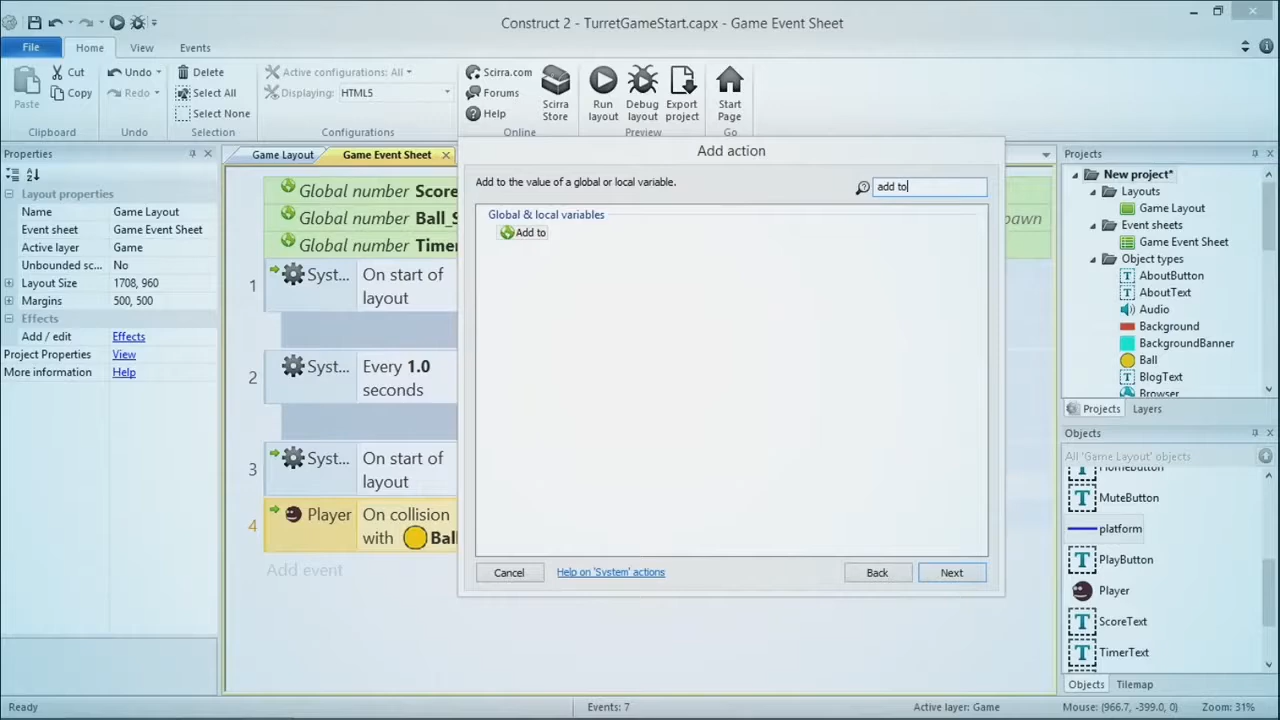 Construct 2 - TurretGameStart.capx - Game Event Sheet
File
Home
View
Events
Paste
Cut
Copy
Clipboard
Undo
Redo
Undo
Delete
Select All
Select None
Selection
Active configurations: All
Displaying: HTML5
Configurations
Scirra.com
Forums
Help
Scirra Store
Online
Run layout
Debug layout
Export project
Preview
Start Page
Go
Properties
Layout properties
Name Game Layout
Event sheet Game Event Sheet
Active layer Game
Unbounded sc... No
Layout Size 1708, 960
Margins 500, 500
Effects
Add / edit Effects
Project Properties View
More information Help
Game Layout
Game Event Sheet
Global number Score
Global number Ball_S
Global number Timer
pawn
1 Syst... On start of
layout
2 Syst... Every 1.0
seconds
3 Syst... On start of
layout
4 Player On collision
with Ball
Add event
Add action
Add to the value of a global or local variable.
add to
Global & local variables
Add to
Cancel
Help on 'System' actions
Back
Next
Projects
New project*
Layouts
Game Layout
Event sheets
Game Event Sheet
Object types
AboutButton
AboutText
Audio
Background
BackgroundBanner
Ball
BlogText
Browser
Projects
Layers
Objects
All 'Game Layout' objects
HomeButton
MuteButton
platform
PlayButton
Player
ScoreText
TimerText
Objects
Tilemap
Ready
Events: 7
Active layer: Game
Mouse: (966.7, -399.0, 0)
Zoom: 31%